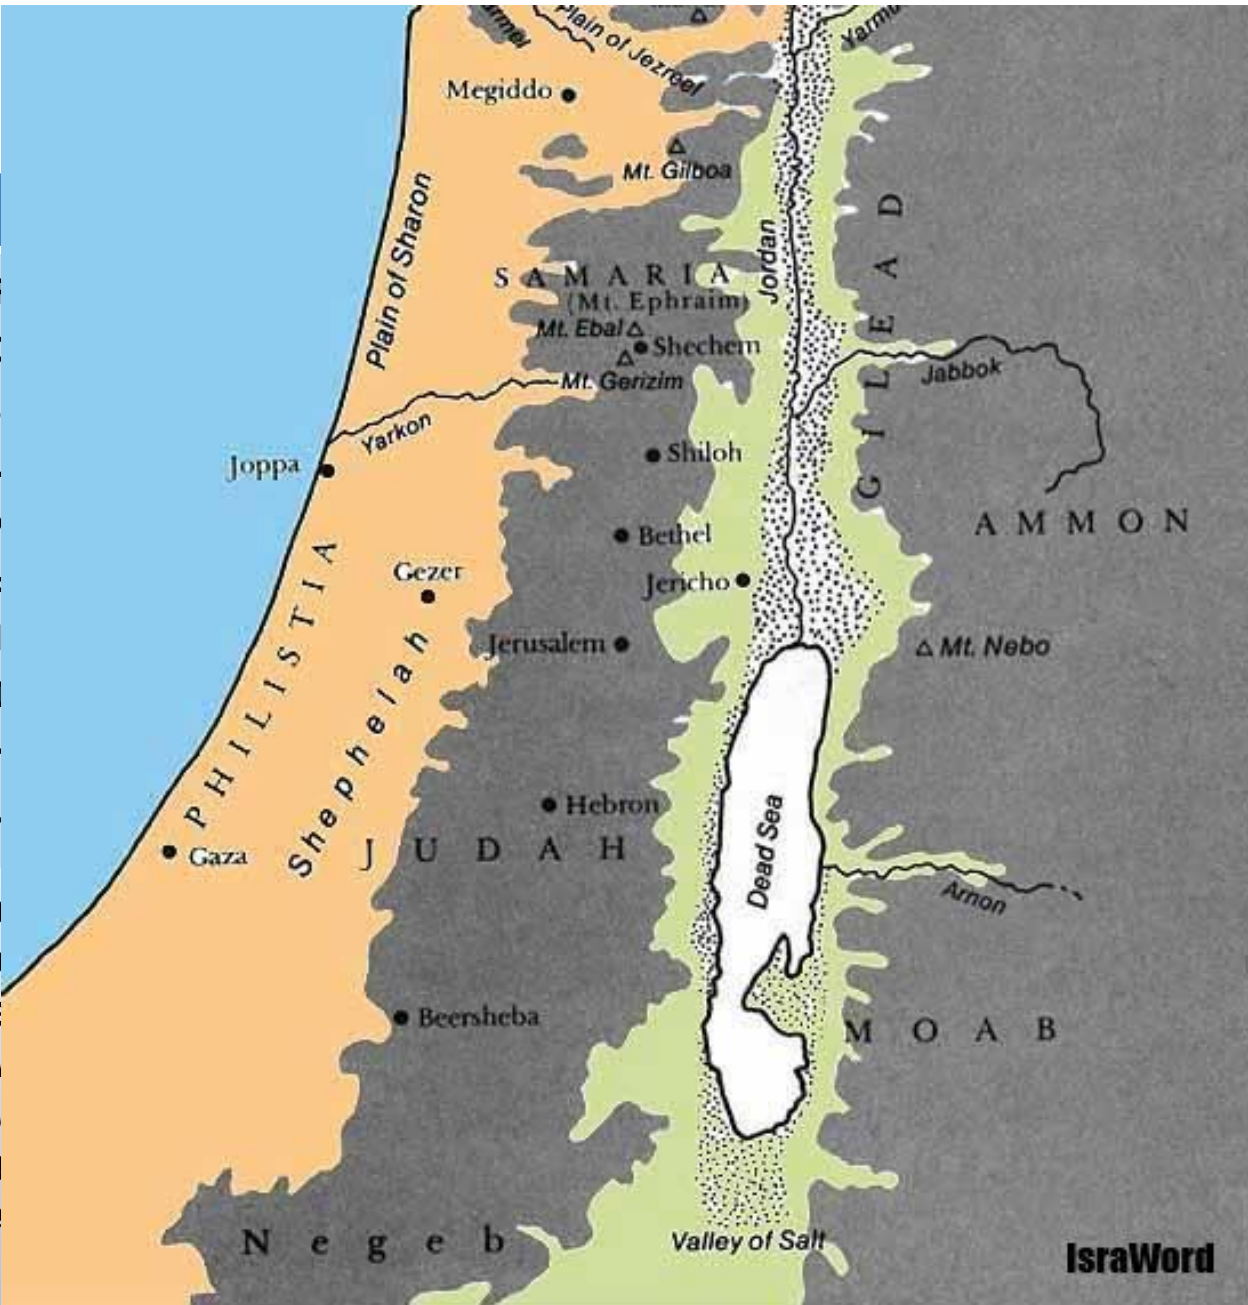 Plain of Jezreel
Megiddo
Mt. Gilboa
Plain of Sharon
Jordan
GILEAD
SAMARIA
(Mt. Ephraim)
Mt. Ebal
Shechem
Mt. Gerizim
Jabbok
Yarkon
Joppa
Shiloh
AMMON
Bethel
Jericho
Gezer
PHILISTIA
Jerusalem
Mt. Nebo
Shephelah
Hebron
Dead Sea
JUDAH
Gaza
Arnon
Beersheba
MOAB
Negeb
Valley of Salt
IsraWord